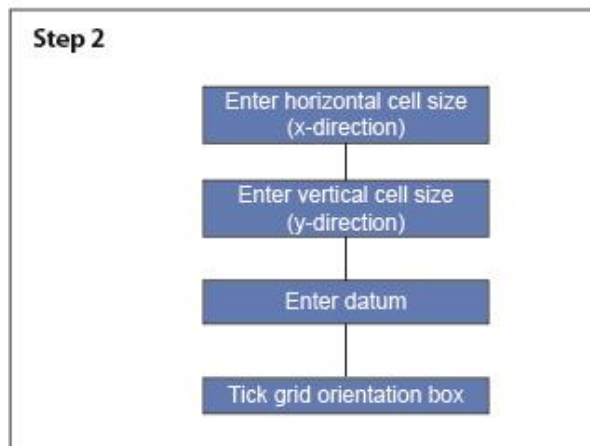 Step 2
Enter horizontal cell size
(x-direction)
Enter vertical cell size
(y-direction)
Enter datum
Tick grid orientation box